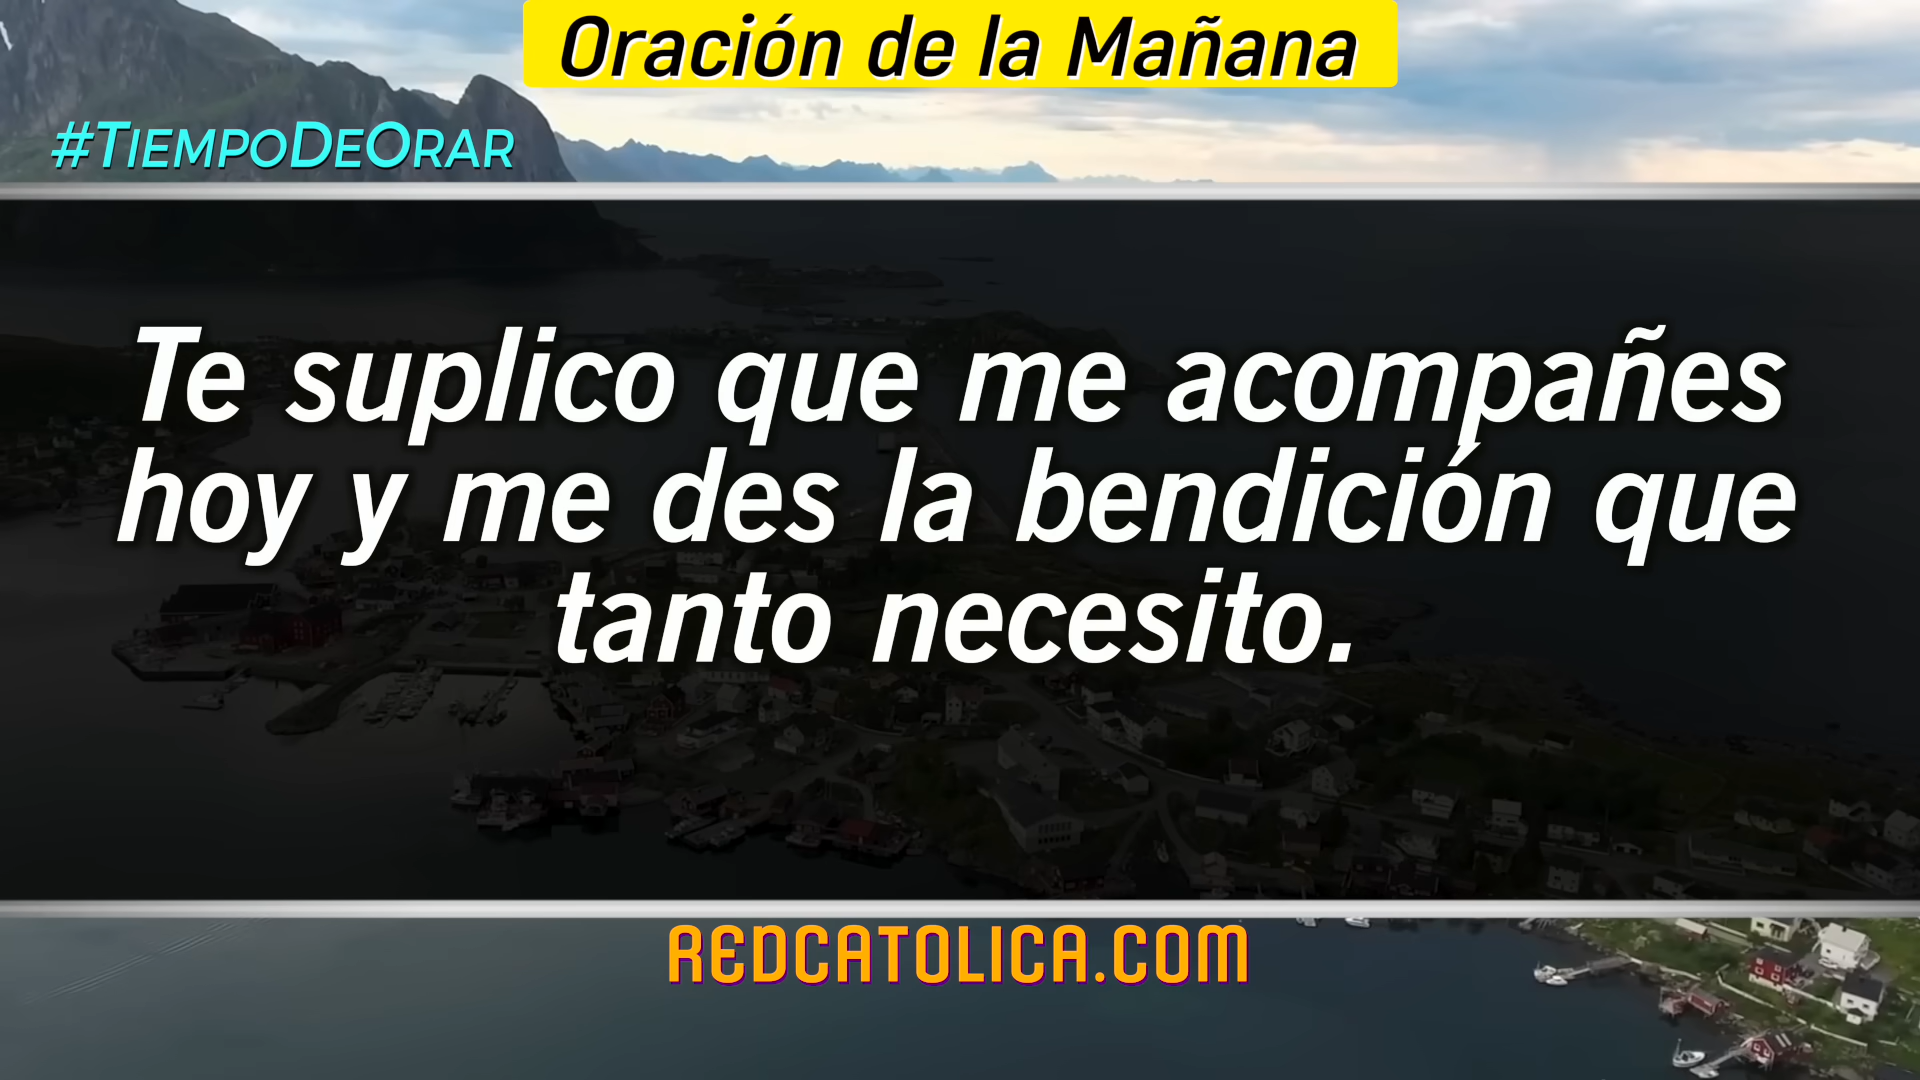 Oración de la Mañana
#TiempoDeOrar
Te suplico que me acompañes
hoy y me des la bendición que
tanto necesito.
REDCATOLICA.COM